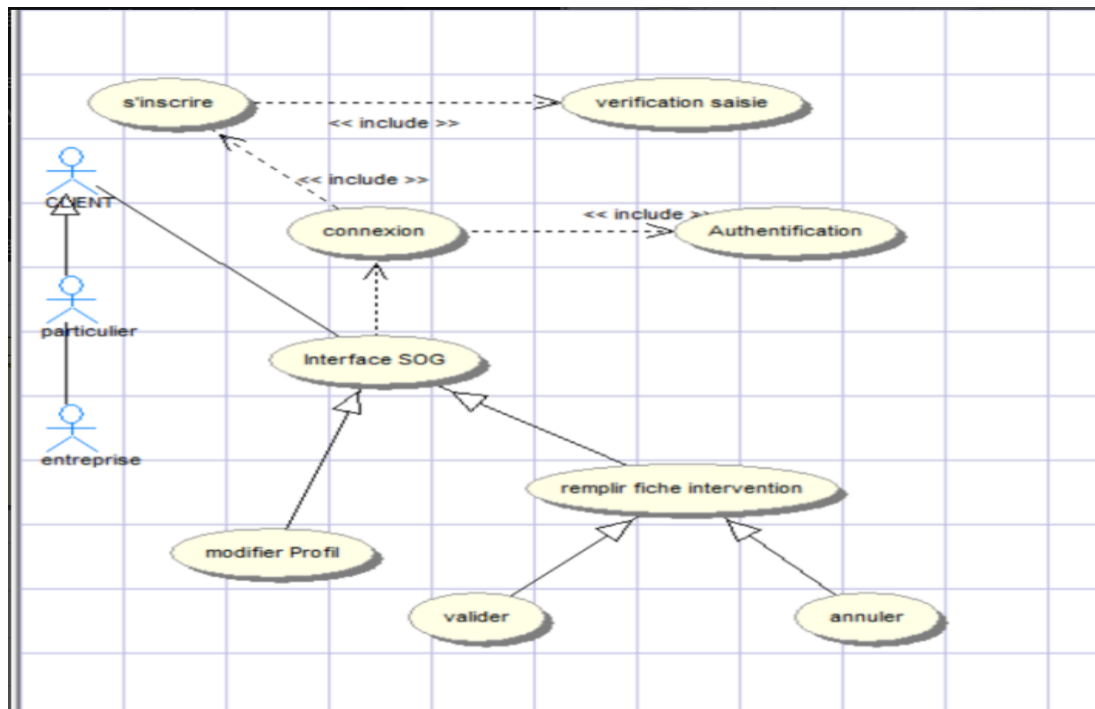 s'inscrire
verification saisie
<< include >>
<< include >>
CLIENT
<< include >>
connexion
Authentification
particulier
Interface SOG
entreprise
remplir fiche intervention
modifier Profil
valider
annuler